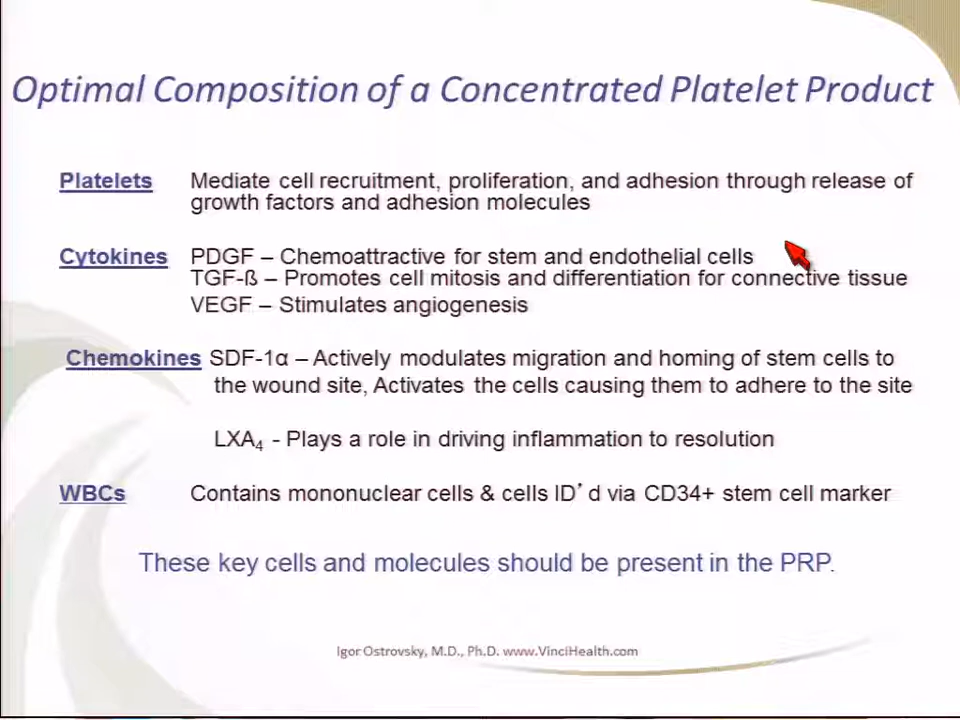 Optimal Composition of a Concentrated Platelet Product
Platelets Mediate cell recruitment, proliferation, and adhesion through release of
growth factors and adhesion molecules
Cytokines PDGF – Chemoattractive for stem and endothelial cells
TGF-ß – Promotes cell mitosis and differentiation for connective tissue
VEGF – Stimulates angiogenesis
Chemokines SDF-1α – Actively modulates migration and homing of stem cells to
the wound site, Activates the cells causing them to adhere to the site
LXA₄ - Plays a role in driving inflammation to resolution
WBCs Contains mononuclear cells & cells ID’d via CD34+ stem cell marker
These key cells and molecules should be present in the PRP.
Igor Ostrovsky, M.D., Ph.D. www.VinciHealth.com